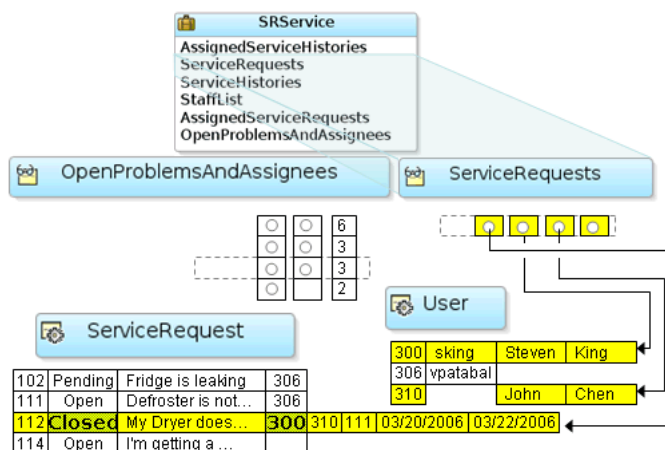 SRService
AssignedServiceHistories
ServiceRequests
ServiceHistories
StaffList
AssignedServiceRequests
OpenProblemsAndAssignees
OpenProblemsAndAssignees
ServiceRequests
6
3
3
2
User
300 sking Steven King
306 vpatabal
310 John Chen
ServiceRequest
102 Pending Fridge is leaking 306
111 Open Defroster is not... 306
112 Closed My Dryer does... 300 310 111 03/20/2006 03/22/2006
114 Open I'm getting a ...